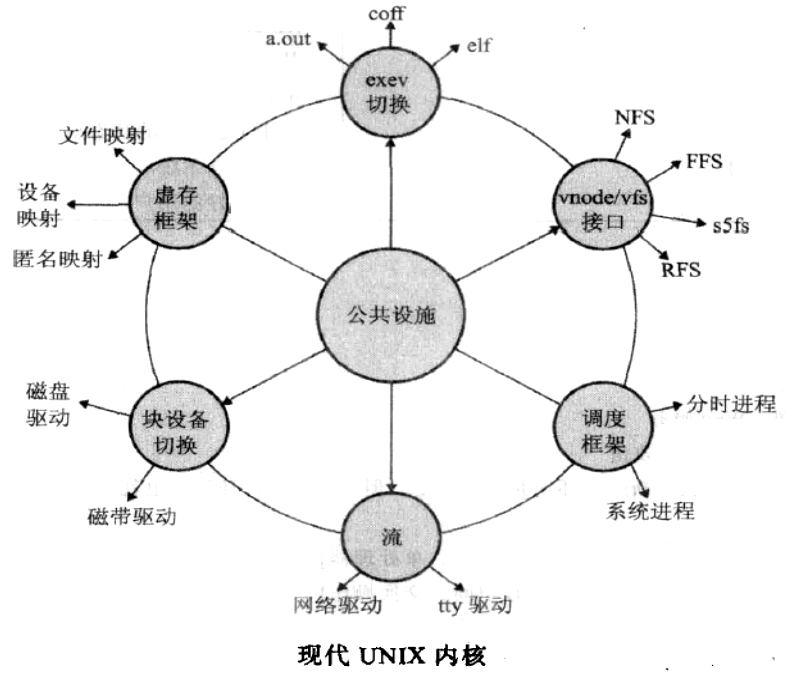 coff
a.out
elf
exev
切换
NFS
FFS
s5fs
RFS
vnode/vfs
接口
文件映射
设备
映射
匿名映射
虚存
框架
公共设施
磁盘
驱动
磁带驱动
块设备
切换
调度
框架
分时进程
系统进程
流
网络驱动
tty 驱动
现代 UNIX 内核